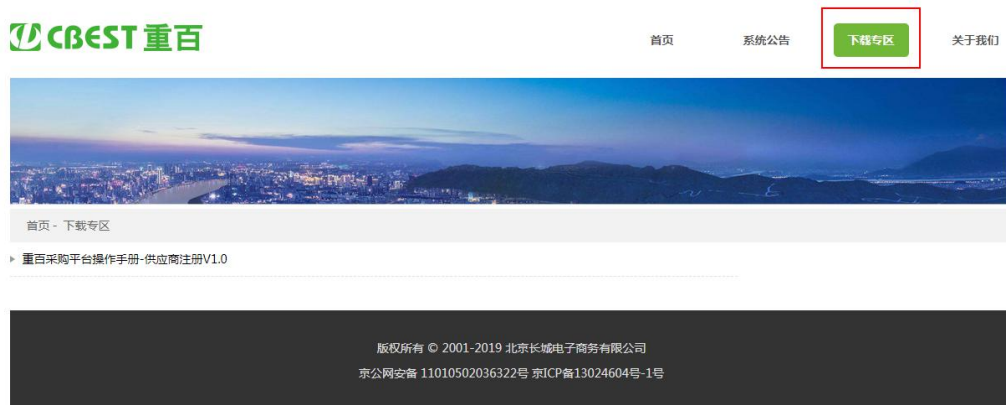 CBEST 重百
首页 系统公告 下载专区 关于我们
首页 - 下载专区
重百采购平台操作手册-供应商注册V1.0
版权所有 © 2001-2019 北京长城电子商务有限公司
京公网安备 11010502036322号 京ICP备13024604号-1号